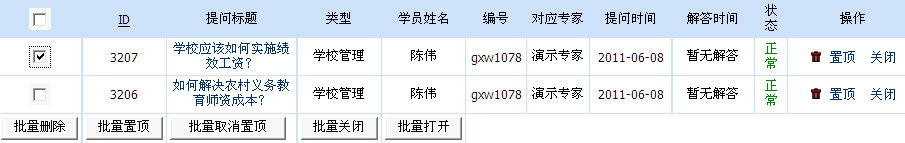 ID 提问标题 类型 学员姓名 编号 对应专家 提问时间 解答时间 状态 操作
3207 学校应该如何实施绩效工资? 学校管理 陈伟 gxw1078 演示专家 2011-06-08 暂无解答 正常 置顶 关闭
3206 如何解决农村义务教育师资成本? 学校管理 陈伟 gxw1078 演示专家 2011-06-08 暂无解答 正常 置顶 关闭
批量删除 批量置顶 批量取消置顶 批量关闭 批量打开